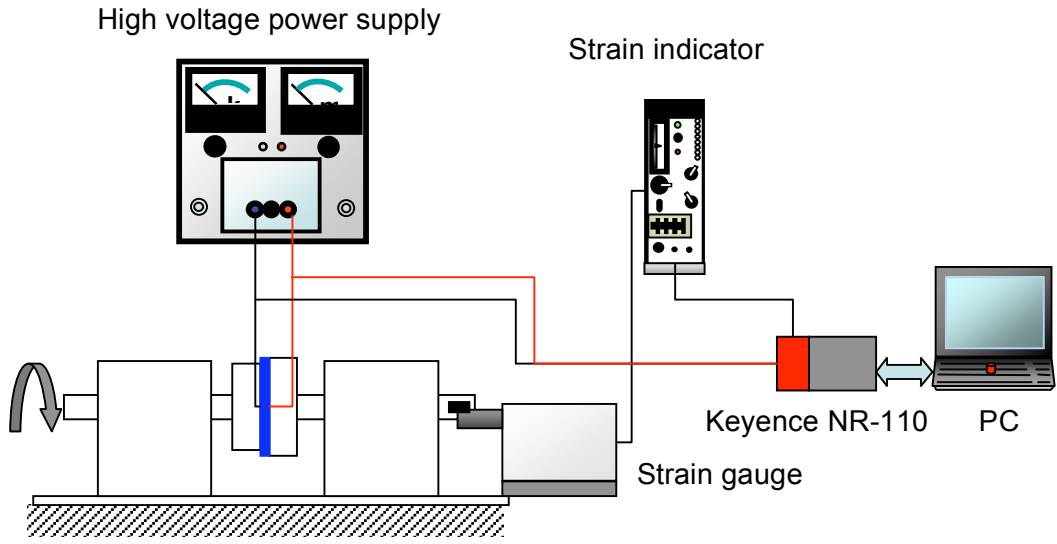 High voltage power supply
Strain indicator
k
m
Keyence NR-110
PC
Strain gauge